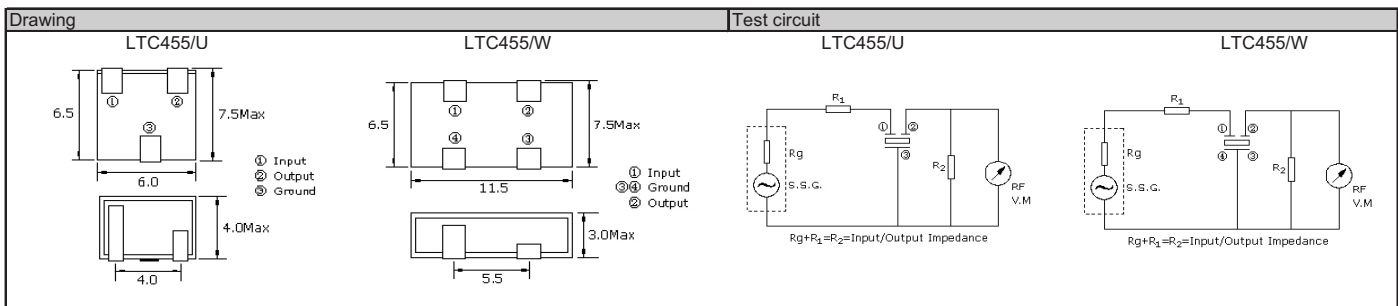 Drawing
Test circuit
LTC455/U
LTC455/W
LTC455/U
LTC455/W
6.5
①
②
③
7.5Max
6.0
① Input
② Output
③ Ground
4.0Max
4.0
6.5
①
②
④
③
7.5Max
11.5
① Input
③④ Ground
② Output
3.0Max
5.5
R1
①
②
③
Rg
S.S.G.
R2
RF
V.M
Rg+R1=R2=Input/Output Impedance
R1
①
②
④
③
Rg
S.S.G.
R2
RF
V.M
Rg+R1=R2=Input/Output Impedance